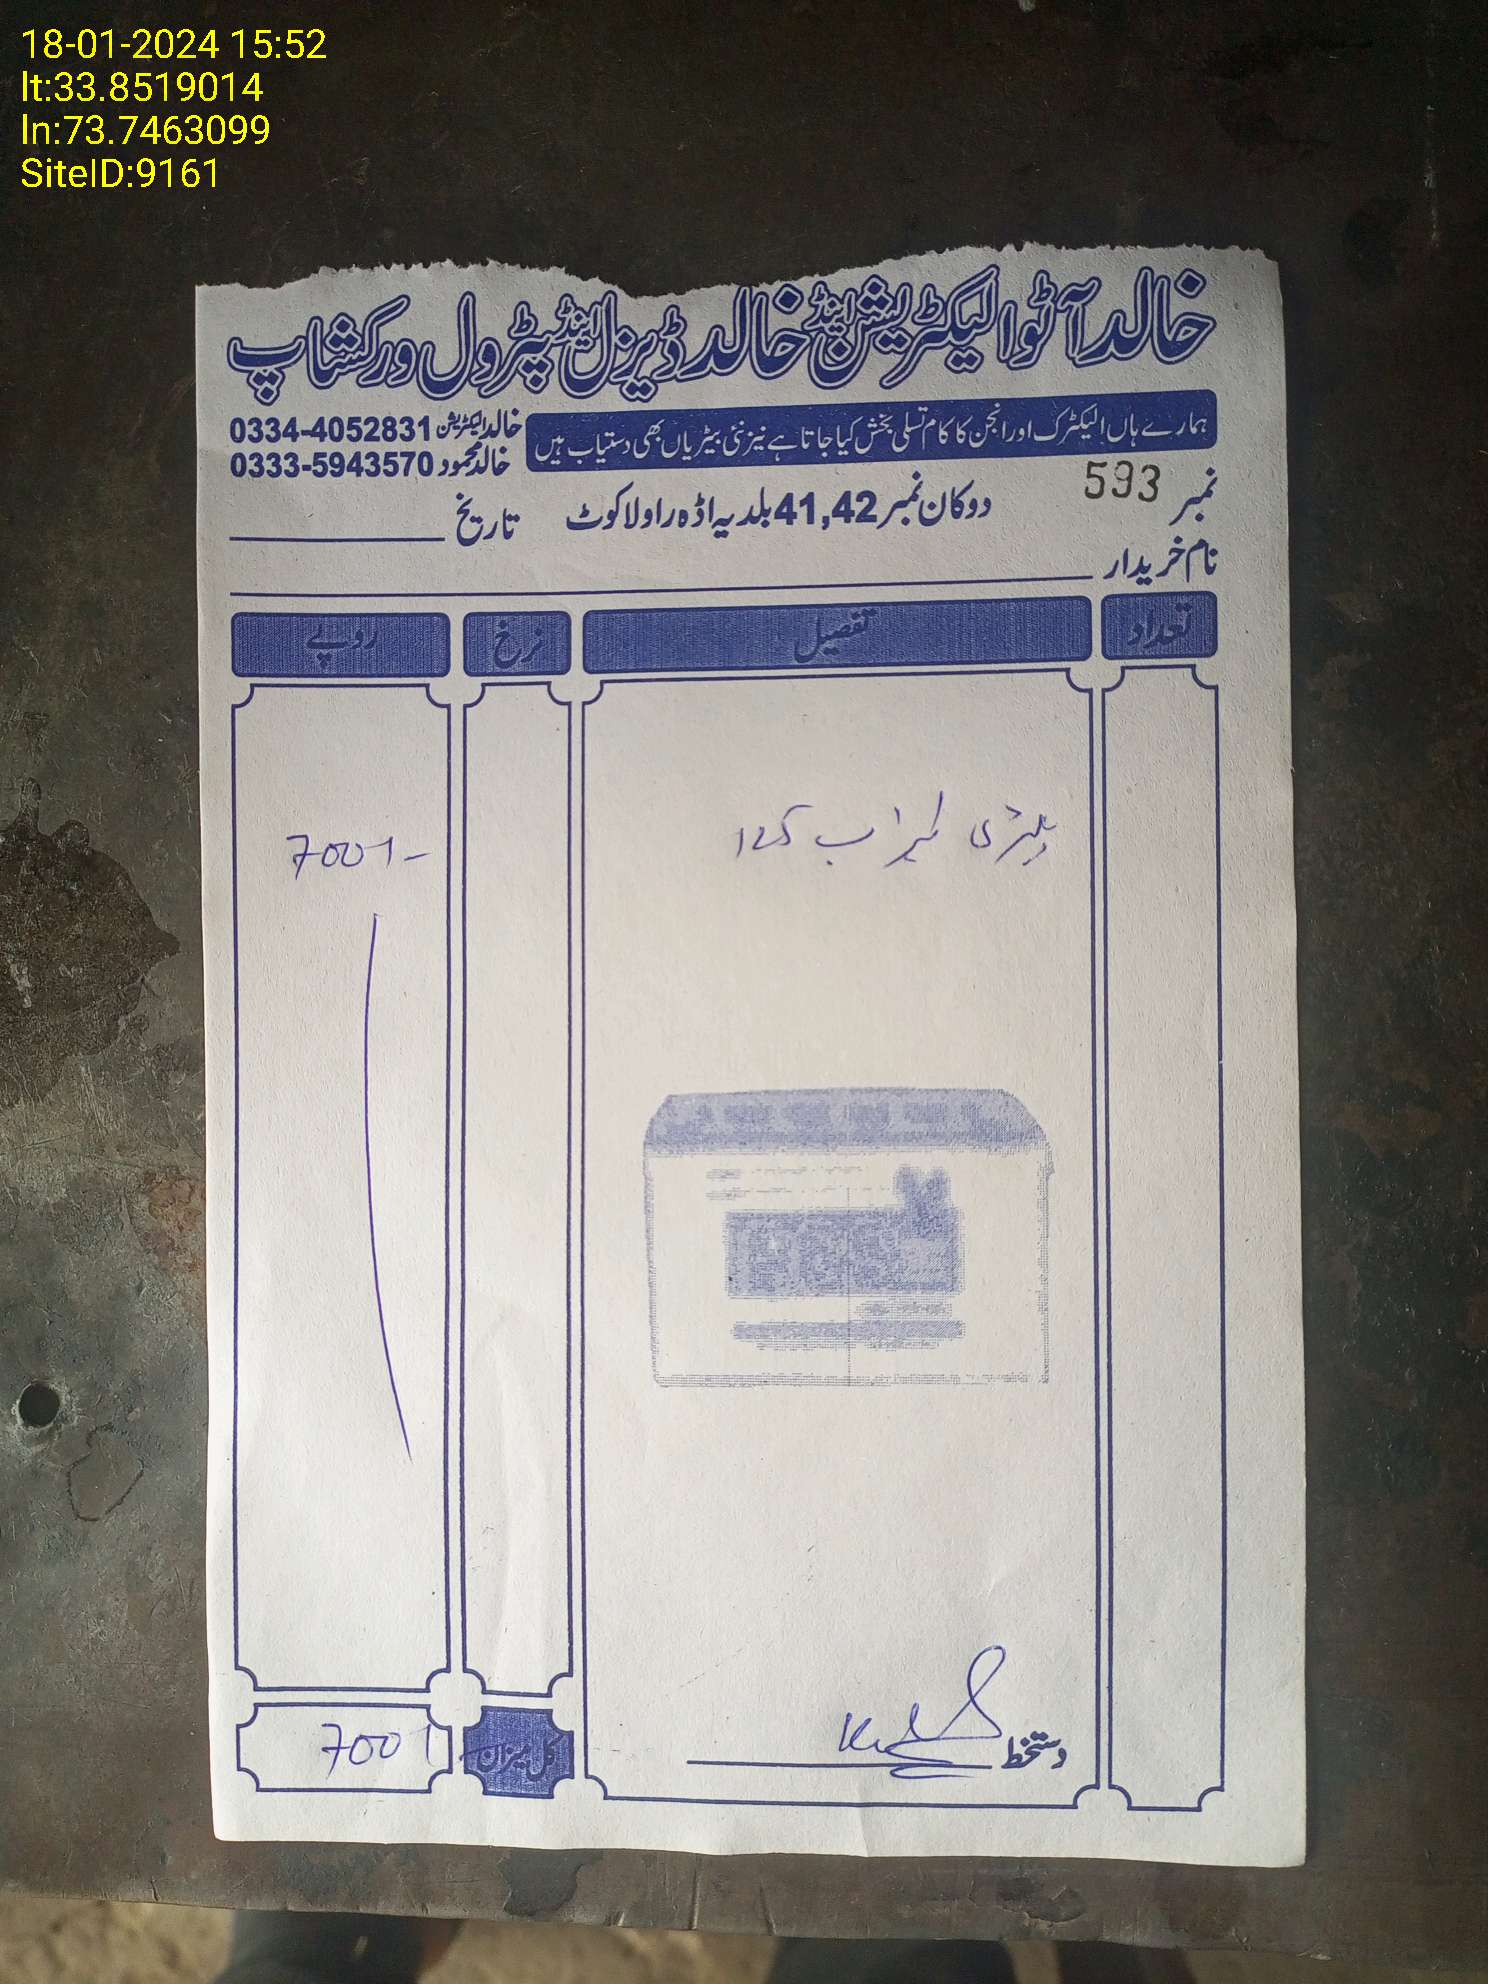 18-01-2024 15:52
lt:33.8519014
ln:73.7463099
SiteID:9161
خالد آٹو الیکٹریشن اینڈ خالد ڈیزل اینڈ پٹرول ورکشاپ
ہمارے ہاں الیکٹرک اور انجن کا کام تسلی بخش کیا جاتا ہے نیز نئی بیٹریاں بھی دستیاب ہیں
خالد الیکٹریشن 0334-4052831
خالد محمود 0333-5943570
نمبر 593
دوکان نمبر 41,42 بلدیہ اڈہ راولاکوٹ
تاریخ
نام خریدار
تعداد تفصیل نرخ روپے
بیٹری تیزاب 7001-
دستخط
کل میزان 7001